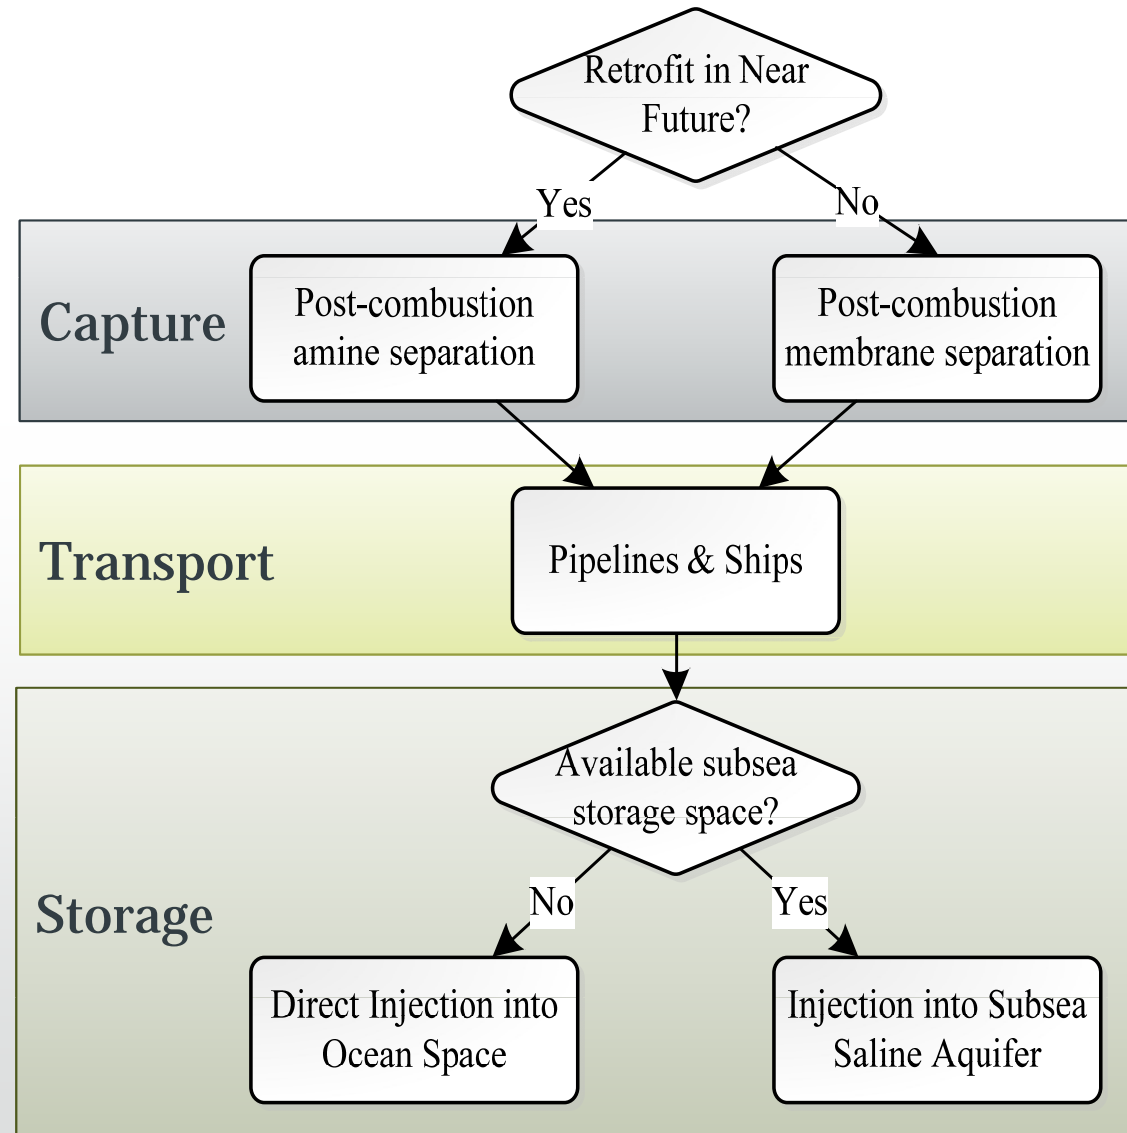 Retrofit in Near
Future?
Yes
No
Capture
Post-combustion
amine separation
Post-combustion
membrane separation
Transport
Pipelines & Ships
Available subsea
storage space?
No
Yes
Storage
Direct Injection into
Ocean Space
Injection into Subsea
Saline Aquifer